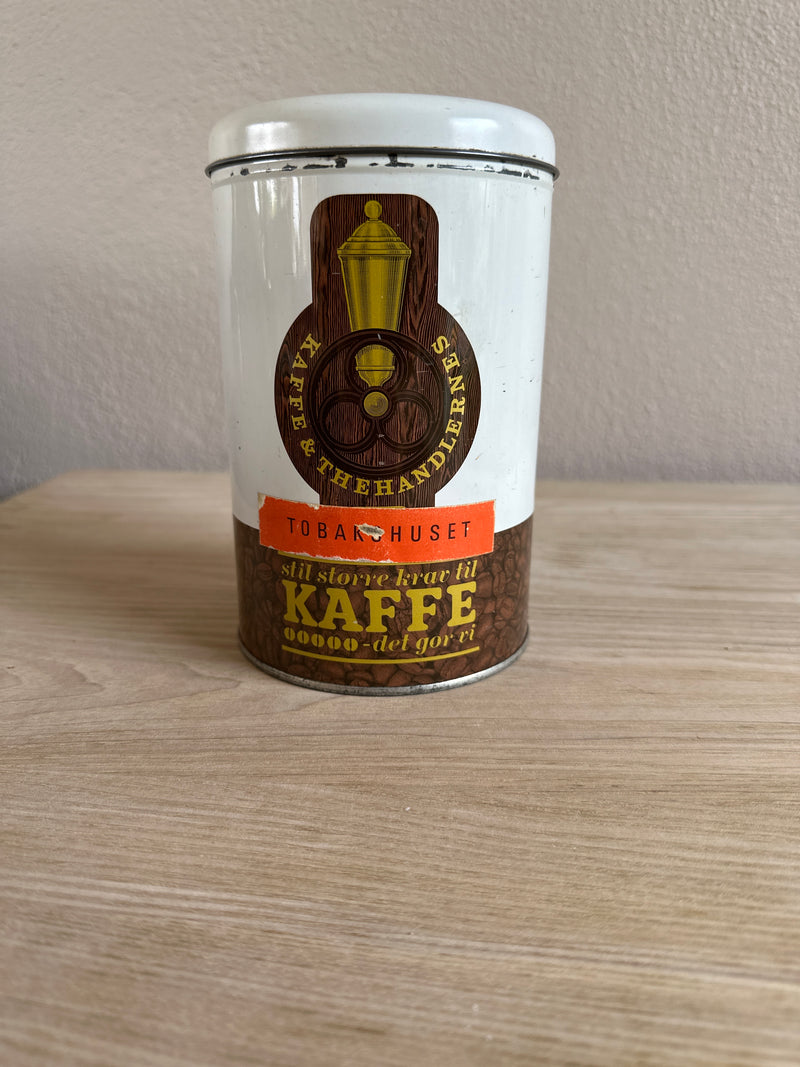 KAFFE & THEHANDLERNES
TOBAKSHUSET
stil større krav til
KAFFE
-det gør vi